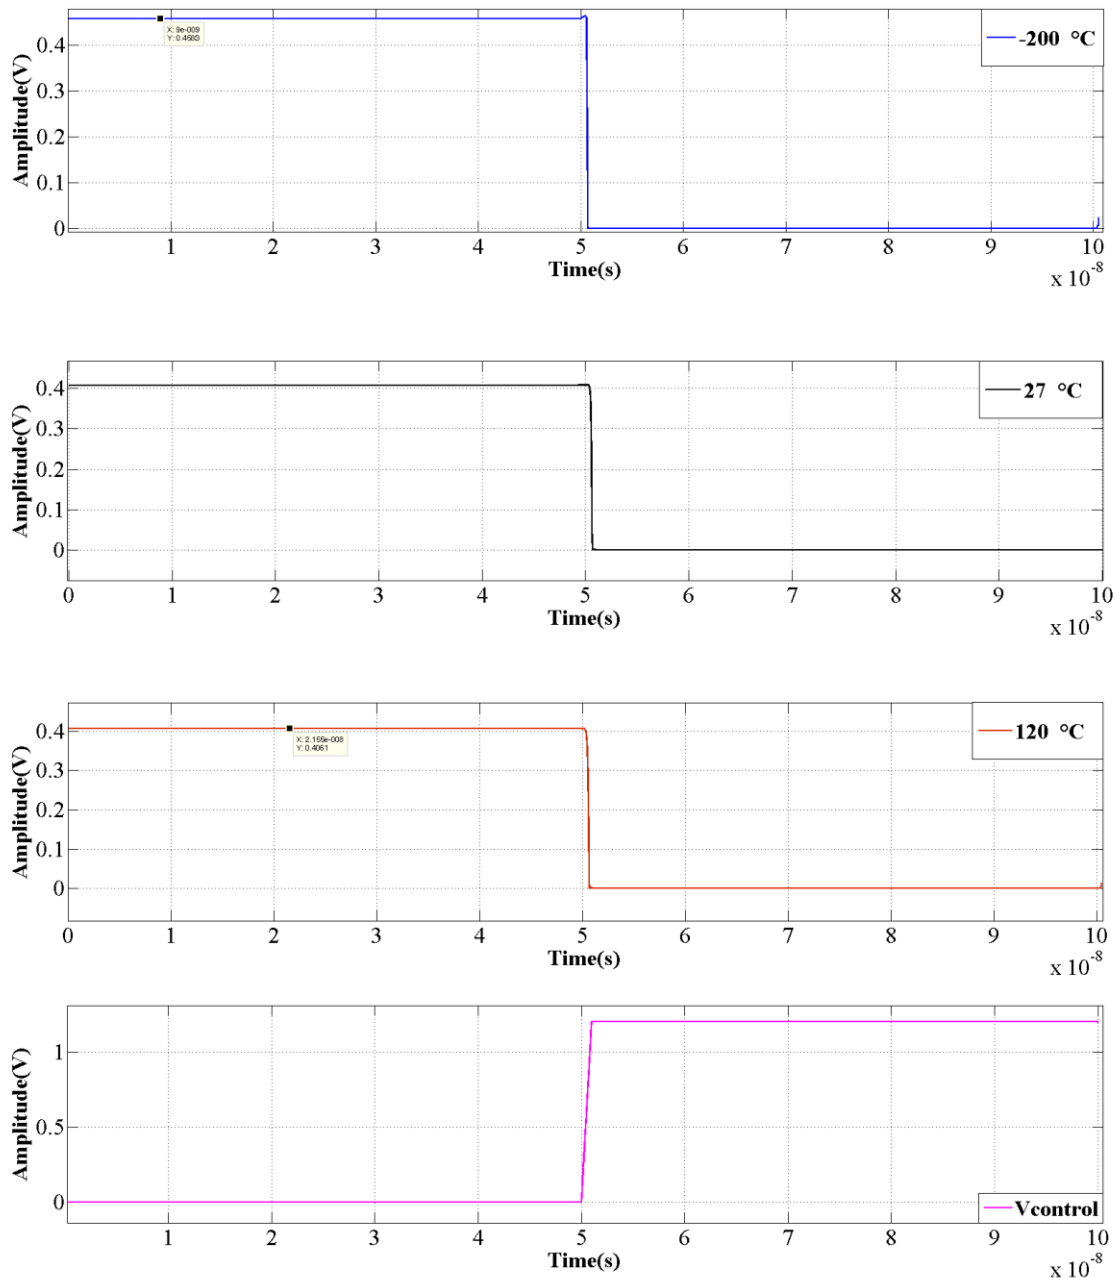 0.4
0.3
0.2
0.1
0
Amplitude(V)
X: 9e-009
Y: 0.4583
-200 °C
1 2 3 4 5 6 7 8 9 10
Time(s)
x 10-8
0.4
0.3
0.2
0.1
0
Amplitude(V)
27 °C
0 1 2 3 4 5 6 7 8 9 10
Time(s)
x 10-8
0.4
0.3
0.2
0.1
0
Amplitude(V)
X: 2.155e-008
Y: 0.4061
120 °C
0 1 2 3 4 5 6 7 8 9 10
Time(s)
x 10-8
1
0.5
0
Amplitude(V)
Vcontrol
1 2 3 4 5 6 7 8 9 10
Time(s)
x 10-8